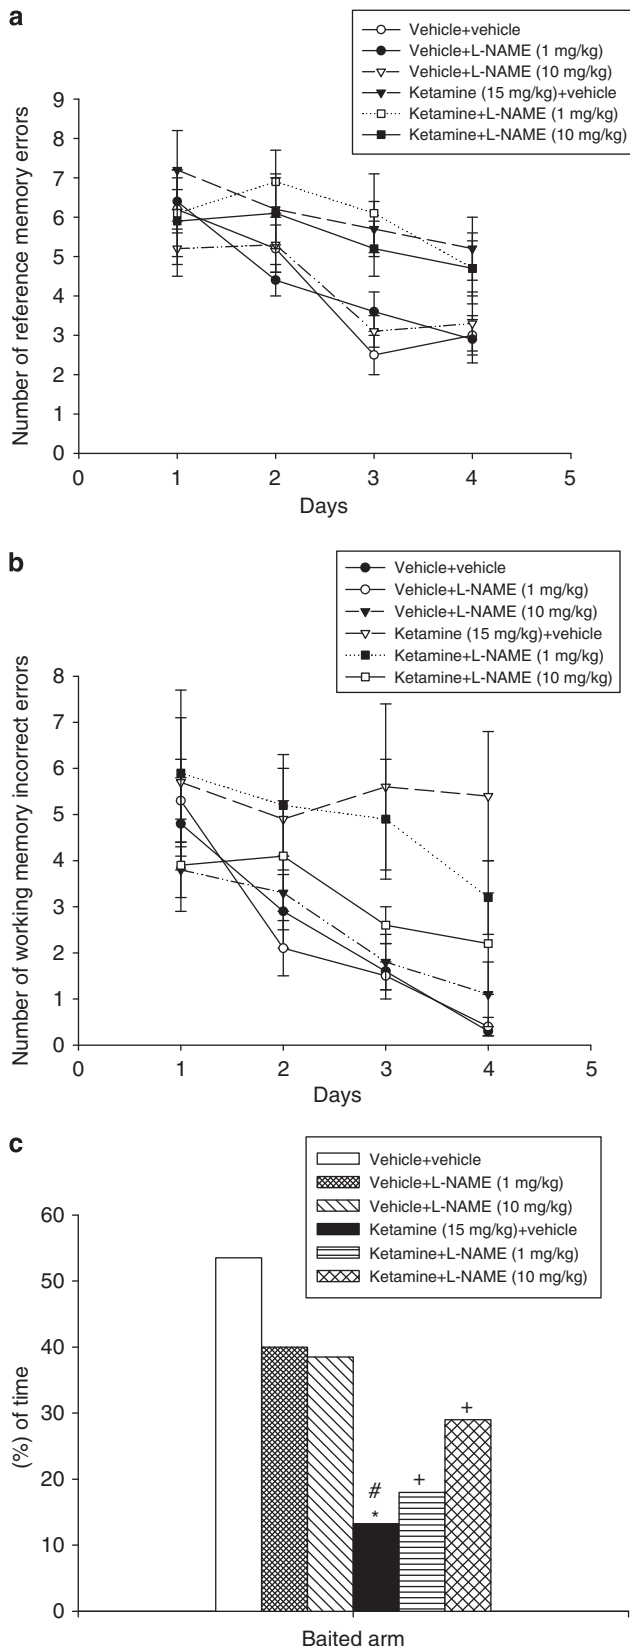 a
Vehicle+vehicle
Vehicle+L-NAME (1 mg/kg)
Vehicle+L-NAME (10 mg/kg)
Ketamine (15 mg/kg)+vehicle
Ketamine+L-NAME (1 mg/kg)
Ketamine+L-NAME (10 mg/kg)
Number of reference memory errors
9
8
7
6
5
4
3
2
1
0
0 1 2 3 4 5
Days
b
Vehicle+vehicle
Vehicle+L-NAME (1 mg/kg)
Vehicle+L-NAME (10 mg/kg)
Ketamine (15 mg/kg)+vehicle
Ketamine+L-NAME (1 mg/kg)
Ketamine+L-NAME (10 mg/kg)
Number of working memory incorrect errors
8
7
6
5
4
3
2
1
0
0 1 2 3 4 5
Days
c
Vehicle+vehicle
Vehicle+L-NAME (1 mg/kg)
Vehicle+L-NAME (10 mg/kg)
Ketamine (15 mg/kg)+vehicle
Ketamine+L-NAME (1 mg/kg)
Ketamine+L-NAME (10 mg/kg)
(%) of time
60
50
40
30
20
10
0
+
+
#
*
Baited arm